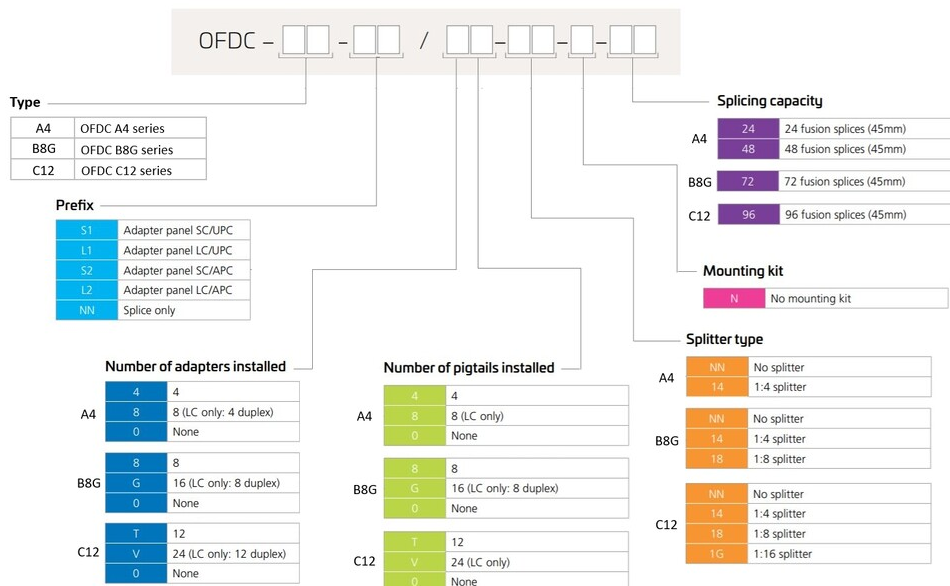 OFDC – – / – – –
Type
A4 OFDC A4 series
B8G OFDC B8G series
C12 OFDC C12 series
Prefix
S1 Adapter panel SC/UPC
L1 Adapter panel LC/UPC
S2 Adapter panel SC/APC
L2 Adapter panel LC/APC
NN Splice only
Number of adapters installed
A4
4 4
8 8 (LC only: 4 duplex)
0 None
B8G
8 8
G 16 (LC only: 8 duplex)
0 None
C12
T 12
V 24 (LC only: 12 duplex)
0 None
Number of pigtails installed
A4
4 4
8 8 (LC only)
0 None
B8G
8 8
G 16 (LC only: 8 duplex)
0 None
C12
T 12
V 24 (LC only)
0 None
Splicing capacity
A4
24 24 fusion splices (45mm)
48 48 fusion splices (45mm)
B8G
72 72 fusion splices (45mm)
C12
96 96 fusion splices (45mm)
Mounting kit
N No mounting kit
Splitter type
A4
NN No splitter
14 1:4 splitter
B8G
NN No splitter
14 1:4 splitter
18 1:8 splitter
C12
NN No splitter
14 1:4 splitter
18 1:8 splitter
1G 1:16 splitter